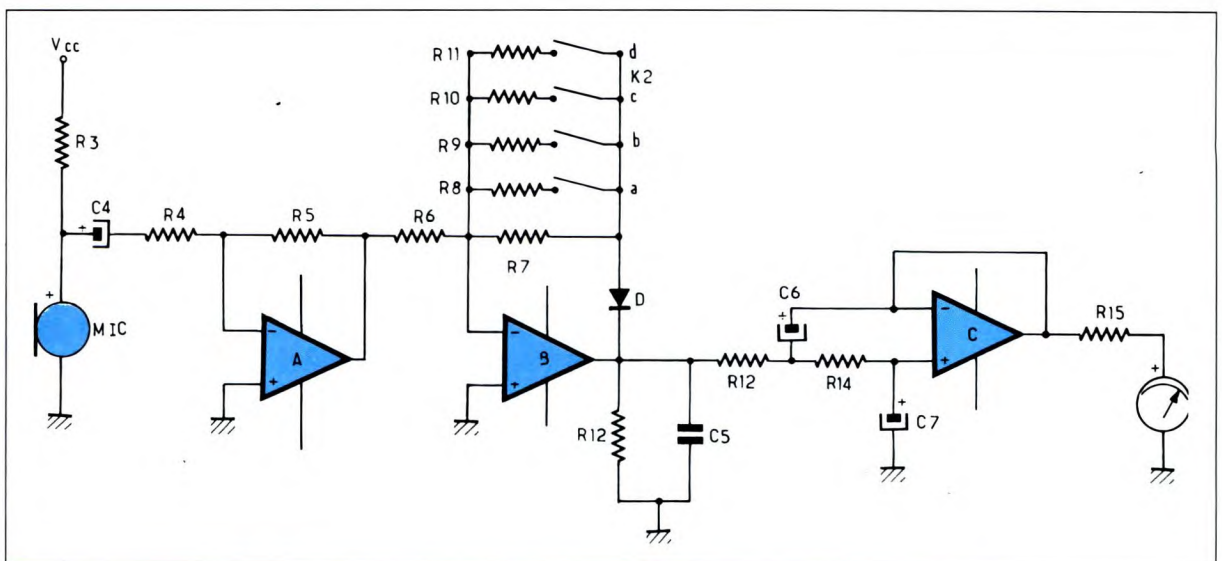 Vcc
R3
C4
+
R4
R5
R6
R11
d
K2
R10
c
R9
b
R8
a
R7
D
+
MIC
-
A
+
-
B
+
R12
C5
R12
C6
+
R14
+
C7
-
C
+
R15
+